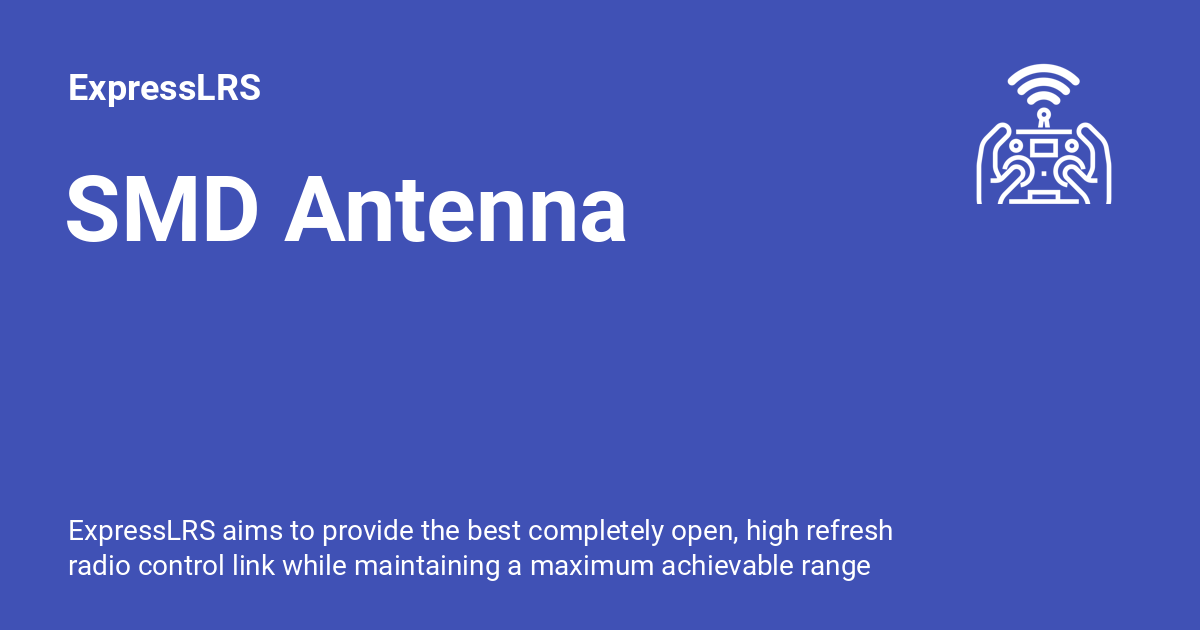 ExpressLRS
SMD Antenna
ExpressLRS aims to provide the best completely open, high refresh
radio control link while maintaining a maximum achievable range